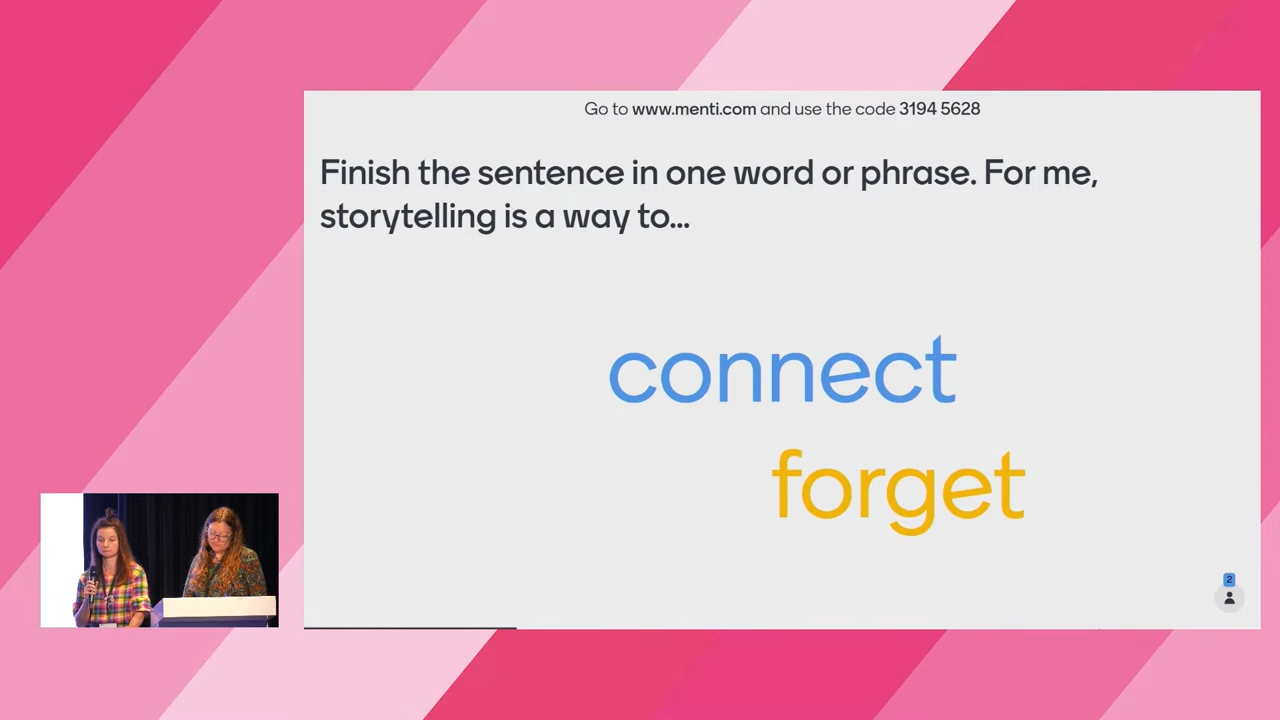 Go to www.menti.com and use the code 3194 5628
Finish the sentence in one word or phrase. For me,
storytelling is a way to...
connect
forget
2